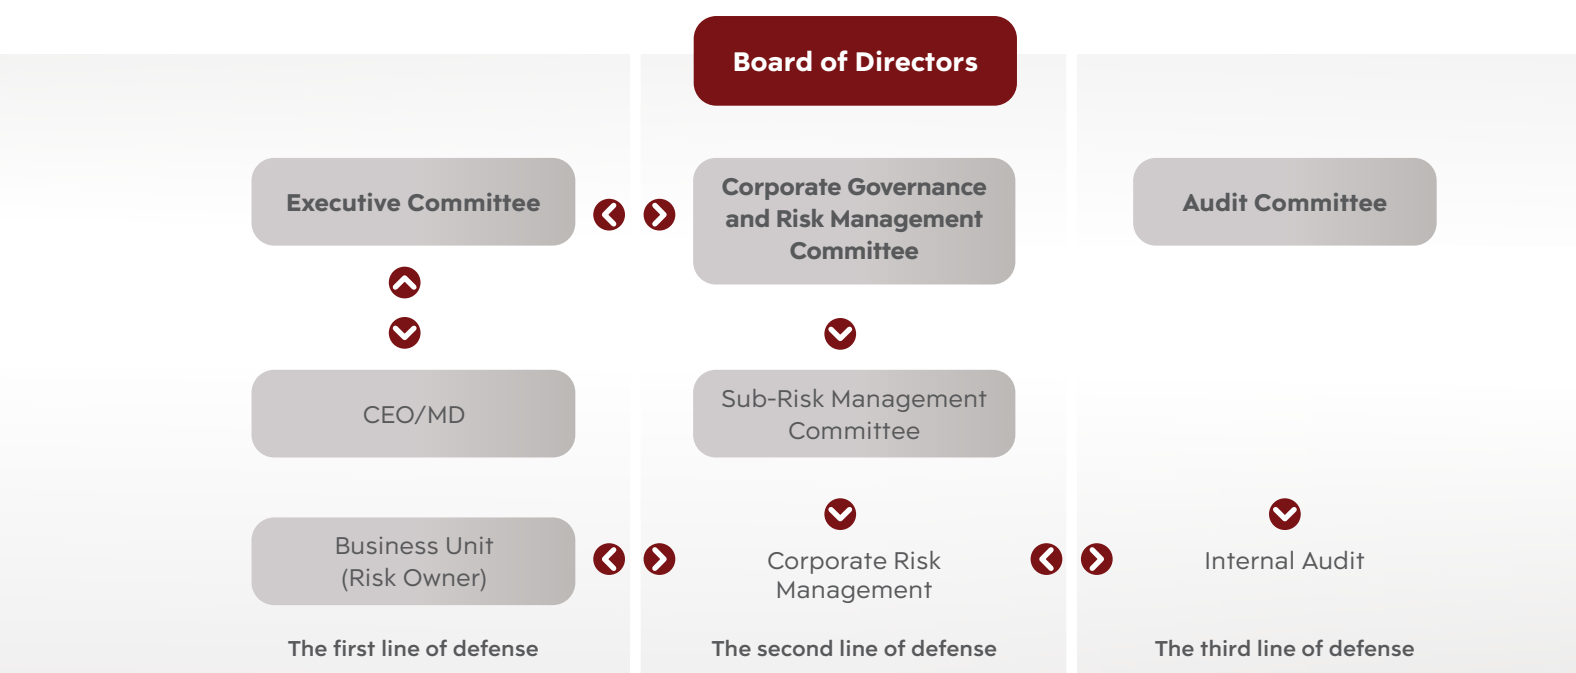 Board of Directors
Executive Committee
Corporate Governance
and Risk Management
Committee
Audit Committee
CEO/MD
Sub-Risk Management
Committee
Business Unit
(Risk Owner)
Corporate Risk
Management
Internal Audit
The first line of defense
The second line of defense
The third line of defense